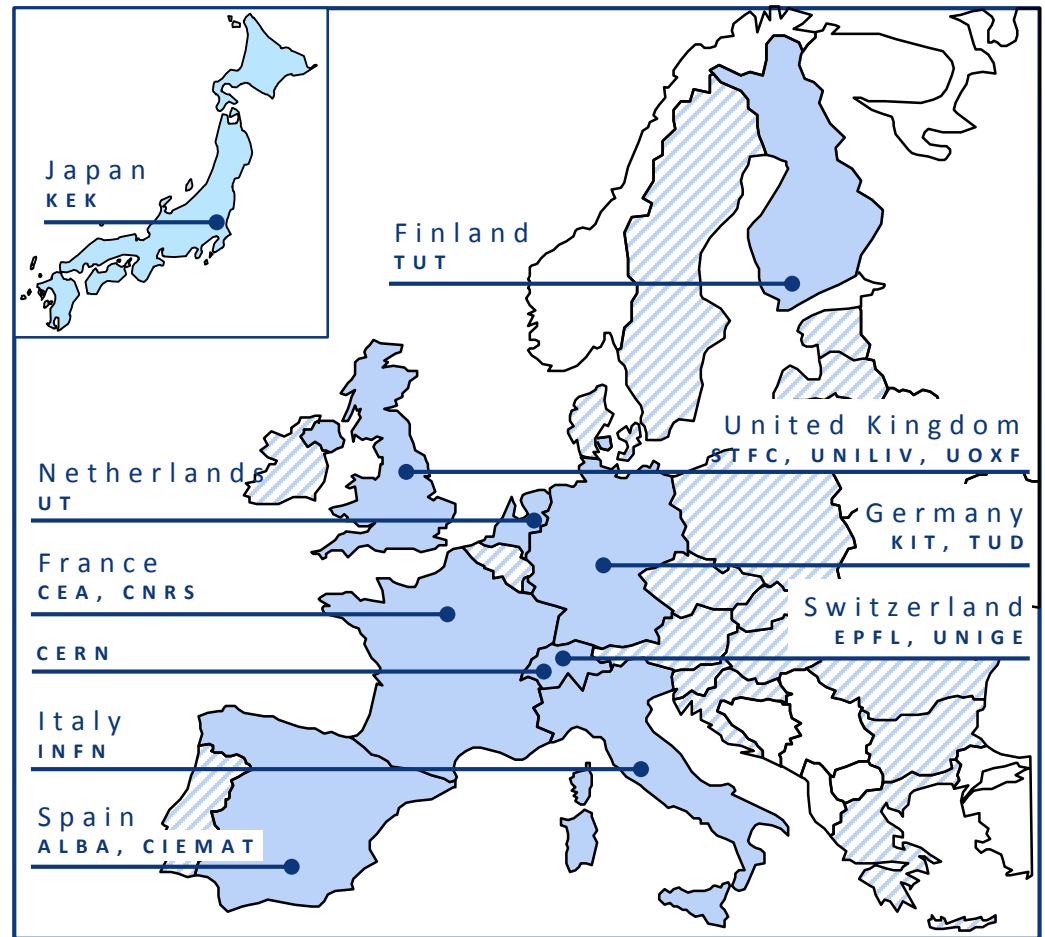 Japan
KEK
Finland
TUT
United Kingdom
STFC, UNILIV, UOXF
Netherlands
UT
Germany
KIT, TUD
France
CEA, CNRS
Switzerland
EPFL, UNIGE
CERN
Italy
INFN
Spain
ALBA, CIEMAT